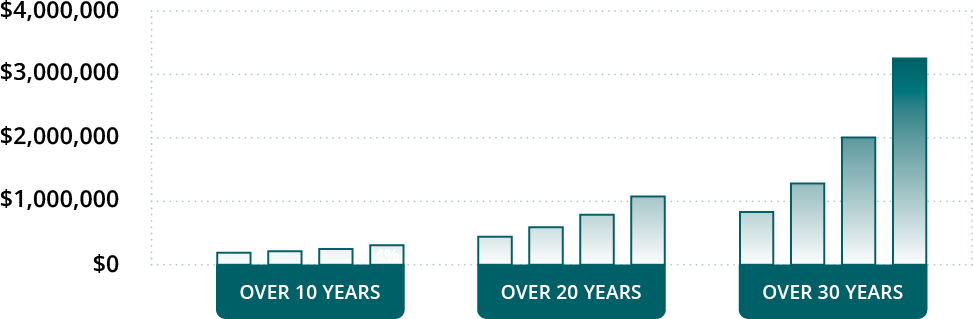 $4,000,000
$3,000,000
$2,000,000
$1,000,000
$0
OVER 10 YEARS
OVER 20 YEARS
OVER 30 YEARS